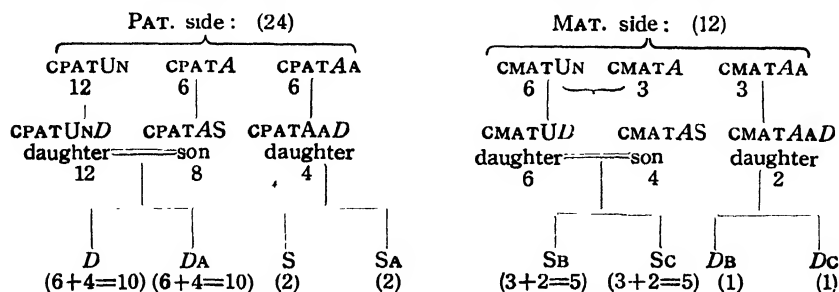 PAT. side : (24) MAT. side : (12)
CPATUN CPATA CPATAA CMATUN CMATA CMATAA
12 6 6 6 3 3
CPATUND CPATAS CPATAAD CMATUD CMATAS CMATAAD
daughter son daughter daughter son daughter
12 8 4 6 4 2
D DA S SA SB SC DB DC
(6+4=10) (6+4=10) (2) (2) (3+2=5) (3+2=5) (1) (1)